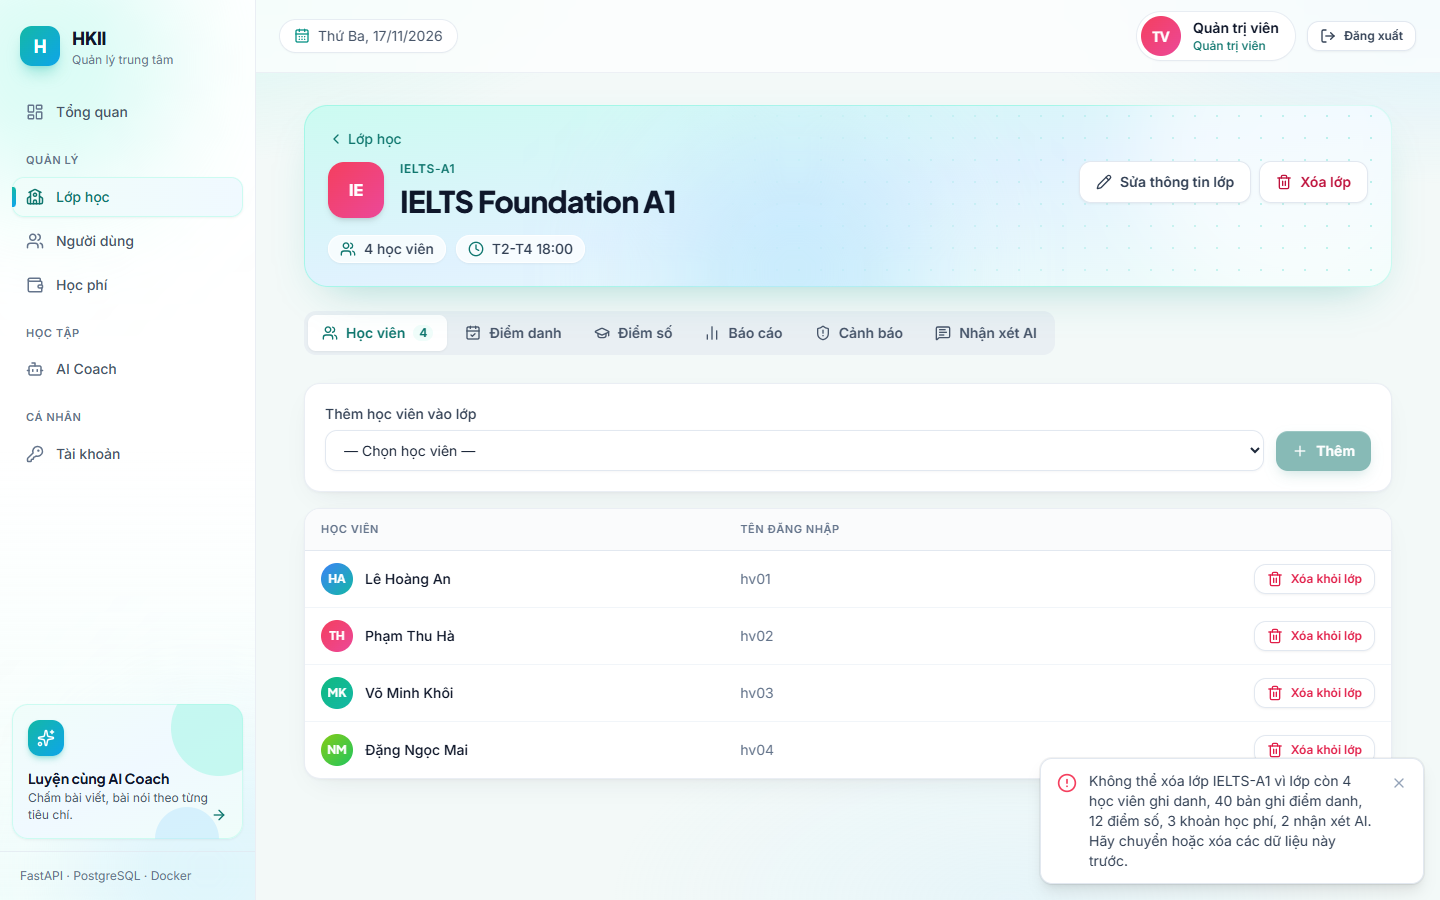 H
HKII
Quản lý trung tâm
Tổng quan
QUẢN LÝ
Lớp học
Người dùng
Học phí
HỌC TẬP
AI Coach
CÁ NHÂN
Tài khoản
Luyện cùng AI Coach
Chấm bài viết, bài nói theo từng
tiêu chí.
FastAPI · PostgreSQL · Docker
Thứ Ba, 17/11/2026
TV
Quản trị viên
Quản trị viên
Đăng xuất
Lớp học
IE
IELTS-A1
IELTS Foundation A1
Sửa thông tin lớp
Xóa lớp
4 học viên
T2-T4 18:00
Học viên 4
Điểm danh
Điểm số
Báo cáo
Cảnh báo
Nhận xét AI
Thêm học viên vào lớp
— Chọn học viên —
Thêm
HỌC VIÊN TÊN ĐĂNG NHẬP
HA Lê Hoàng An hv01 Xóa khỏi lớp
TH Phạm Thu Hà hv02 Xóa khỏi lớp
MK Võ Minh Khôi hv03 Xóa khỏi lớp
NM Đặng Ngọc Mai hv04 Xóa khỏi lớp
Không thể xóa lớp IELTS-A1 vì lớp còn 4
học viên ghi danh, 40 bản ghi điểm danh,
12 điểm số, 3 khoản học phí, 2 nhận xét AI.
Hãy chuyển hoặc xóa các dữ liệu này
trước.